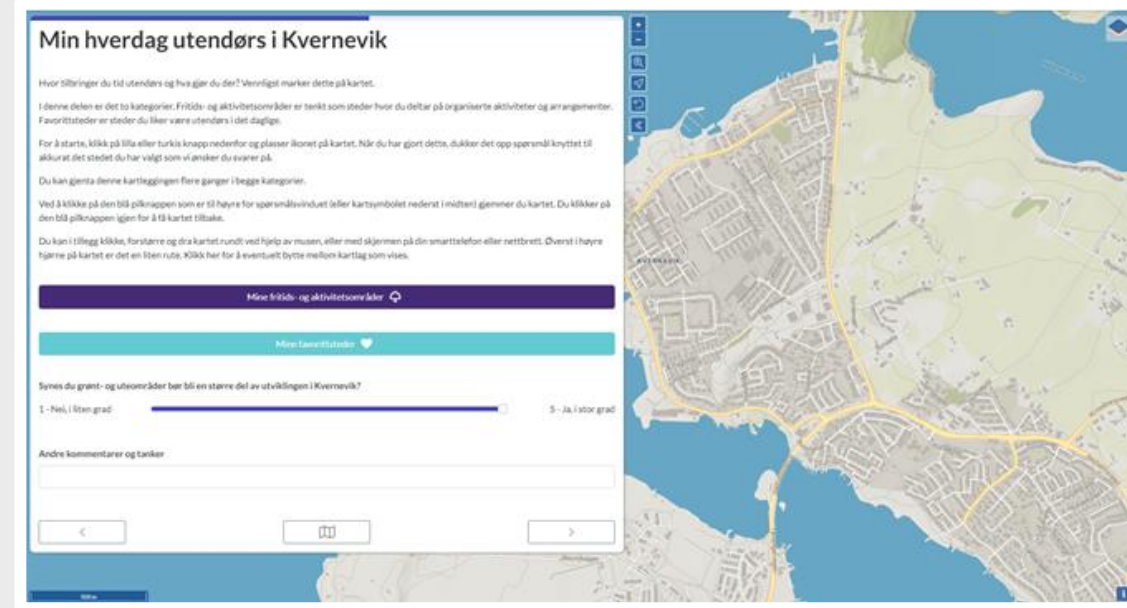 Min hverdag utendørs i Kvernevik
Hvor tilbringer du tid utendørs og hva gjør du der? Vennligst marker dette på kartet.
I denne delen er det to kategorier. Fritids- og aktivitetsområder er tenkt som steder hvor du deltar på organiserte aktiviteter og arrangementer.
Favorittsteder er steder du liker være utendørs i det daglige.
For å starte, klikk på lilla eller turkis knapp nedenfor og plasser ikonet på kartet. Når du har gjort dette, dukker det opp spørsmål knyttet til
akkurat det stedet du har valgt som vi ønsker du svarer på.
Du kan gjenta denne kartleggingen flere ganger i begge kategorier.
Ved å klikke på den blå pilknappen som er til høyre for spørsmålsvinduet (eller kartsymbolet nederst i midten) gjemmer du kartet. Du klikker på
den blå pilknappen igjen for å få kartet tilbake.
Du kan i tillegg klikke, forstørre og dra kartet rundt ved hjelp av musen, eller med skjermen på din smarttelefon eller nettbrett. Øverst i høyre
hjørne på kartet er det en liten rute. Klikk her for å eventuelt bytte mellom kartlag som vises.
Mine fritids- og aktivitetsområder
Mine favorittsteder
Synes du grønt- og uteområder bør bli en større del av utviklingen i Kvernevik?
1 - Nei, i liten grad
5 - Ja, i stor grad
Andre kommentarer og tanker
KVERNEVIK